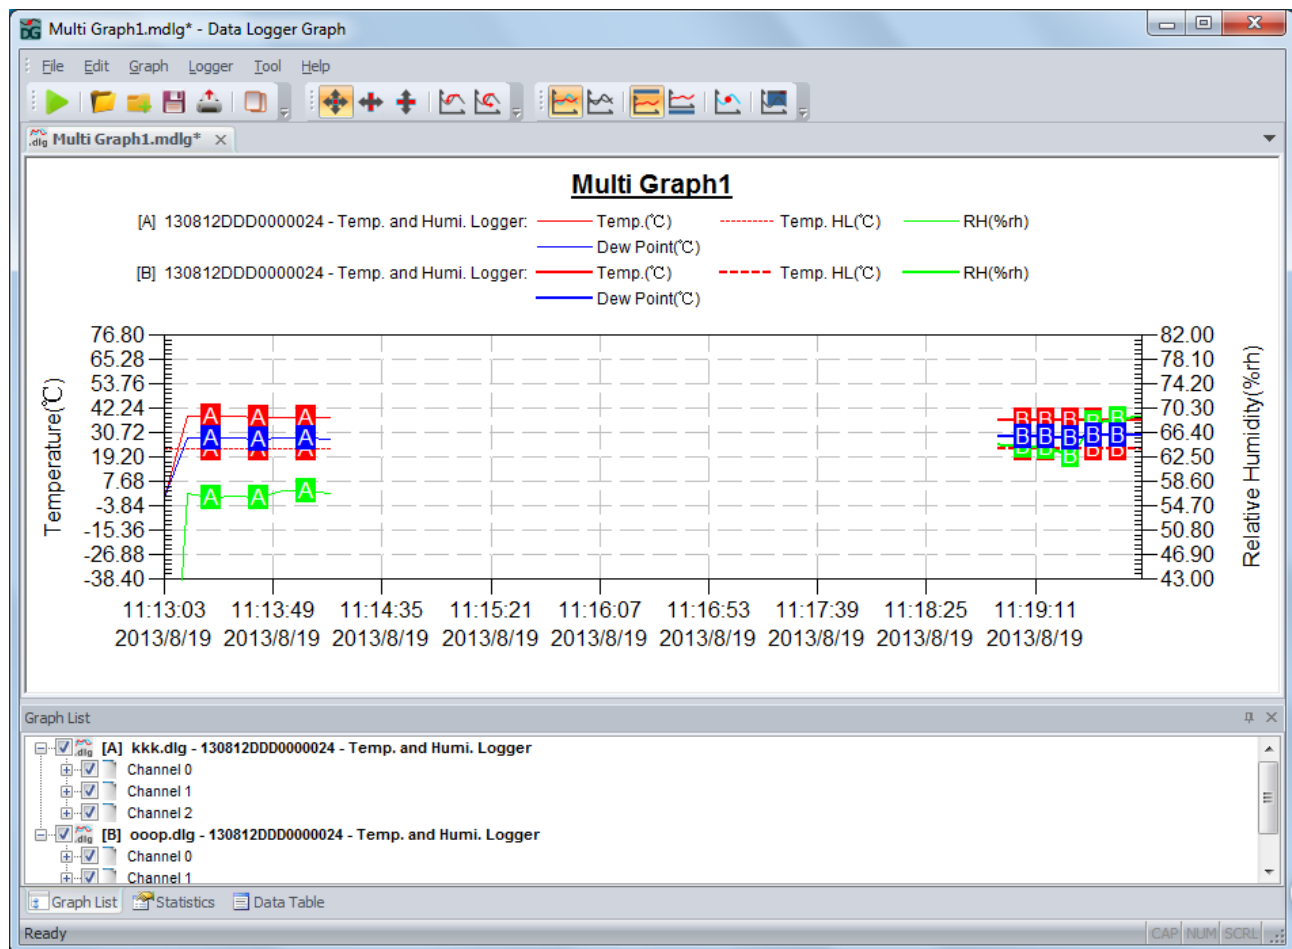 Multi Graph1.mdlg* - Data Logger Graph
File Edit Graph Logger Tool Help
Multi Graph1.mdlg*
Multi Graph1
[A] 130812DDD0000024 - Temp. and Humi. Logger: Temp.(℃) Temp. HL(℃) RH(%rh)
Dew Point(℃)
[B] 130812DDD0000024 - Temp. and Humi. Logger: Temp.(℃) Temp. HL(℃) RH(%rh)
Dew Point(℃)
Temperature(℃)
76.80
65.28
53.76
42.24
30.72
19.20
7.68
-3.84
-15.36
-26.88
-38.40
A A A
A A A
A A A
A A A
B B B B B
B B B B B
B B B B B
82.00
78.10
74.20
70.30
66.40
62.50
58.60
54.70
50.80
46.90
43.00
Relative Humidity(%rh)
11:13:03 11:13:49 11:14:35 11:15:21 11:16:07 11:16:53 11:17:39 11:18:25 11:19:11
2013/8/19 2013/8/19 2013/8/19 2013/8/19 2013/8/19 2013/8/19 2013/8/19 2013/8/19 2013/8/19
Graph List
[A] kkk.dlg - 130812DDD0000024 - Temp. and Humi. Logger
Channel 0
Channel 1
Channel 2
[B] ooop.dlg - 130812DDD0000024 - Temp. and Humi. Logger
Channel 0
Channel 1
Graph List Statistics Data Table
Ready
CAP NUM SCRL